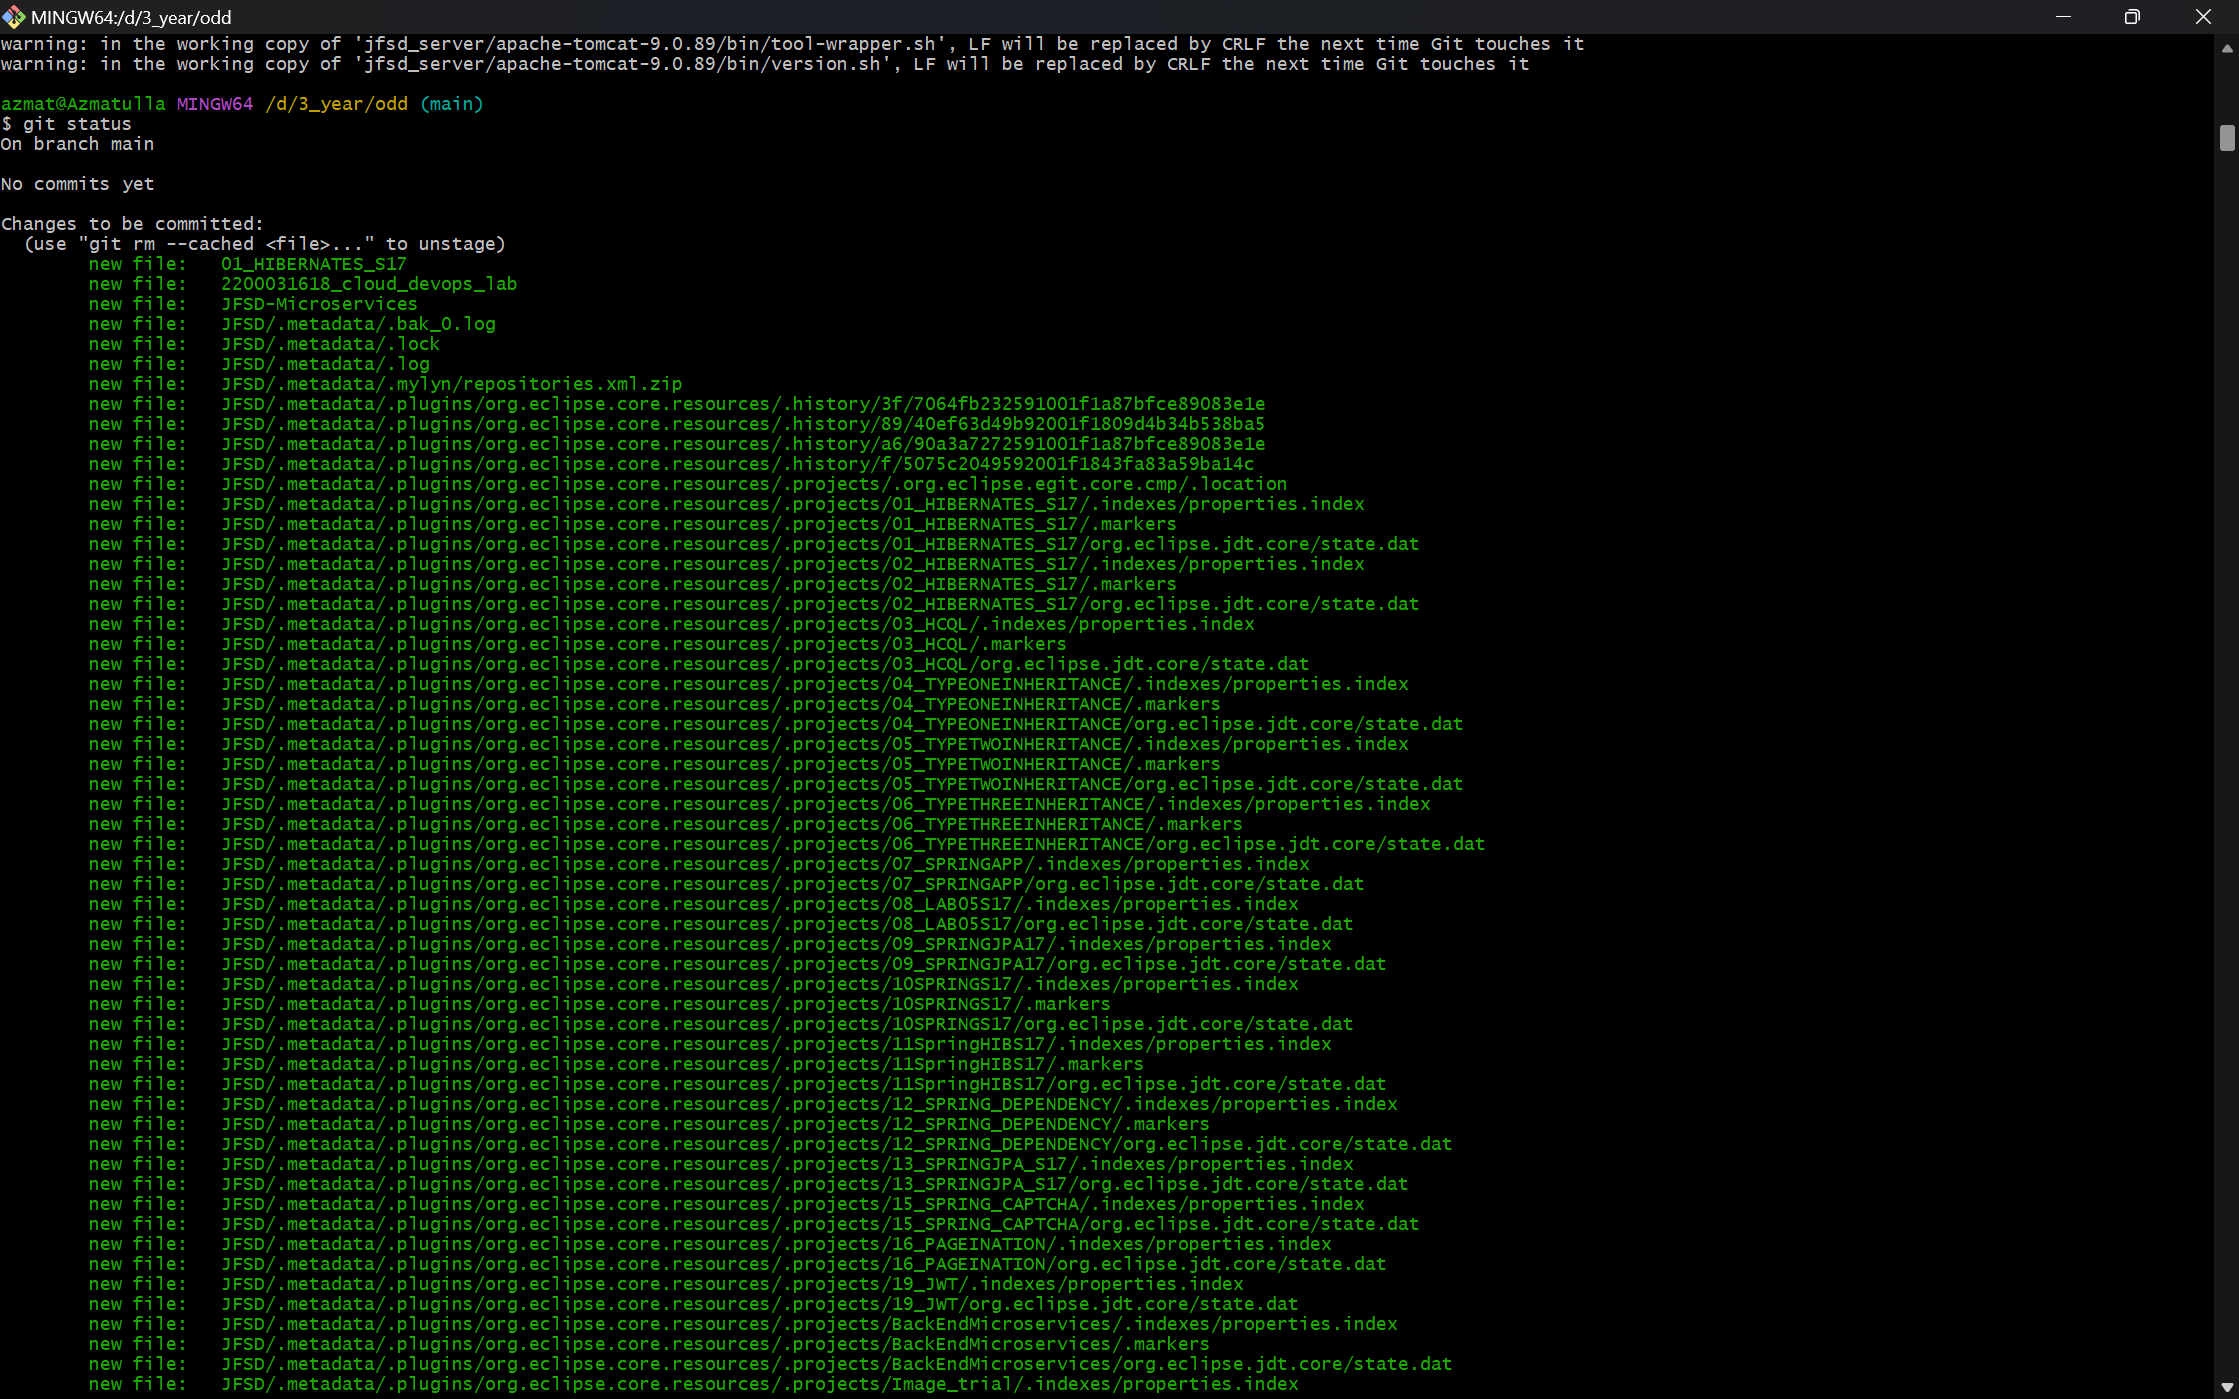 MINGW64:/d/3_year/odd
warning: in the working copy of 'jfsd_server/apache-tomcat-9.0.89/bin/tool-wrapper.sh', LF will be replaced by CRLF the next time Git touches it
warning: in the working copy of 'jfsd_server/apache-tomcat-9.0.89/bin/version.sh', LF will be replaced by CRLF the next time Git touches it
azmat@Azmatulla MINGW64 /d/3_year/odd (main)
$ git status
On branch main
No commits yet
Changes to be committed:
  (use "git rm --cached <file>..." to unstage)
        new file:   01_HIBERNATES_S17
        new file:   2200031618_cloud_devops_lab
        new file:   JFSD-Microservices
        new file:   JFSD/.metadata/.bak_0.log
        new file:   JFSD/.metadata/.lock
        new file:   JFSD/.metadata/.log
        new file:   JFSD/.metadata/.mylyn/repositories.xml.zip
        new file:   JFSD/.metadata/.plugins/org.eclipse.core.resources/.history/3f/7064fb232591001f1a87bfce89083e1e
        new file:   JFSD/.metadata/.plugins/org.eclipse.core.resources/.history/89/40ef63d49b92001f1809d4b34b538ba5
        new file:   JFSD/.metadata/.plugins/org.eclipse.core.resources/.history/a6/90a3a7272591001f1a87bfce89083e1e
        new file:   JFSD/.metadata/.plugins/org.eclipse.core.resources/.history/f/5075c2049592001f1843fa83a59ba14c
        new file:   JFSD/.metadata/.plugins/org.eclipse.core.resources/.projects/.org.eclipse.egit.core.cmp/.location
        new file:   JFSD/.metadata/.plugins/org.eclipse.core.resources/.projects/01_HIBERNATES_S17/.indexes/properties.index
        new file:   JFSD/.metadata/.plugins/org.eclipse.core.resources/.projects/01_HIBERNATES_S17/.markers
        new file:   JFSD/.metadata/.plugins/org.eclipse.core.resources/.projects/01_HIBERNATES_S17/org.eclipse.jdt.core/state.dat
        new file:   JFSD/.metadata/.plugins/org.eclipse.core.resources/.projects/02_HIBERNATES_S17/.indexes/properties.index
        new file:   JFSD/.metadata/.plugins/org.eclipse.core.resources/.projects/02_HIBERNATES_S17/.markers
        new file:   JFSD/.metadata/.plugins/org.eclipse.core.resources/.projects/02_HIBERNATES_S17/org.eclipse.jdt.core/state.dat
        new file:   JFSD/.metadata/.plugins/org.eclipse.core.resources/.projects/03_HCQL/.indexes/properties.index
        new file:   JFSD/.metadata/.plugins/org.eclipse.core.resources/.projects/03_HCQL/.markers
        new file:   JFSD/.metadata/.plugins/org.eclipse.core.resources/.projects/03_HCQL/org.eclipse.jdt.core/state.dat
        new file:   JFSD/.metadata/.plugins/org.eclipse.core.resources/.projects/04_TYPEONEINHERITANCE/.indexes/properties.index
        new file:   JFSD/.metadata/.plugins/org.eclipse.core.resources/.projects/04_TYPEONEINHERITANCE/.markers
        new file:   JFSD/.metadata/.plugins/org.eclipse.core.resources/.projects/04_TYPEONEINHERITANCE/org.eclipse.jdt.core/state.dat
        new file:   JFSD/.metadata/.plugins/org.eclipse.core.resources/.projects/05_TYPETWOINHERITANCE/.indexes/properties.index
        new file:   JFSD/.metadata/.plugins/org.eclipse.core.resources/.projects/05_TYPETWOINHERITANCE/.markers
        new file:   JFSD/.metadata/.plugins/org.eclipse.core.resources/.projects/05_TYPETWOINHERITANCE/org.eclipse.jdt.core/state.dat
        new file:   JFSD/.metadata/.plugins/org.eclipse.core.resources/.projects/06_TYPETHREEINHERITANCE/.indexes/properties.index
        new file:   JFSD/.metadata/.plugins/org.eclipse.core.resources/.projects/06_TYPETHREEINHERITANCE/.markers
        new file:   JFSD/.metadata/.plugins/org.eclipse.core.resources/.projects/06_TYPETHREEINHERITANCE/org.eclipse.jdt.core/state.dat
        new file:   JFSD/.metadata/.plugins/org.eclipse.core.resources/.projects/07_SPRINGAPP/.indexes/properties.index
        new file:   JFSD/.metadata/.plugins/org.eclipse.core.resources/.projects/07_SPRINGAPP/org.eclipse.jdt.core/state.dat
        new file:   JFSD/.metadata/.plugins/org.eclipse.core.resources/.projects/08_LAB05S17/.indexes/properties.index
        new file:   JFSD/.metadata/.plugins/org.eclipse.core.resources/.projects/08_LAB05S17/org.eclipse.jdt.core/state.dat
        new file:   JFSD/.metadata/.plugins/org.eclipse.core.resources/.projects/09_SPRINGJPA17/.indexes/properties.index
        new file:   JFSD/.metadata/.plugins/org.eclipse.core.resources/.projects/09_SPRINGJPA17/org.eclipse.jdt.core/state.dat
        new file:   JFSD/.metadata/.plugins/org.eclipse.core.resources/.projects/10SPRINGS17/.indexes/properties.index
        new file:   JFSD/.metadata/.plugins/org.eclipse.core.resources/.projects/10SPRINGS17/.markers
        new file:   JFSD/.metadata/.plugins/org.eclipse.core.resources/.projects/10SPRINGS17/org.eclipse.jdt.core/state.dat
        new file:   JFSD/.metadata/.plugins/org.eclipse.core.resources/.projects/11SpringHIBS17/.indexes/properties.index
        new file:   JFSD/.metadata/.plugins/org.eclipse.core.resources/.projects/11SpringHIBS17/.markers
        new file:   JFSD/.metadata/.plugins/org.eclipse.core.resources/.projects/11SpringHIBS17/org.eclipse.jdt.core/state.dat
        new file:   JFSD/.metadata/.plugins/org.eclipse.core.resources/.projects/12_SPRING_DEPENDENCY/.indexes/properties.index
        new file:   JFSD/.metadata/.plugins/org.eclipse.core.resources/.projects/12_SPRING_DEPENDENCY/.markers
        new file:   JFSD/.metadata/.plugins/org.eclipse.core.resources/.projects/12_SPRING_DEPENDENCY/org.eclipse.jdt.core/state.dat
        new file:   JFSD/.metadata/.plugins/org.eclipse.core.resources/.projects/13_SPRINGJPA_S17/.indexes/properties.index
        new file:   JFSD/.metadata/.plugins/org.eclipse.core.resources/.projects/13_SPRINGJPA_S17/org.eclipse.jdt.core/state.dat
        new file:   JFSD/.metadata/.plugins/org.eclipse.core.resources/.projects/15_SPRING_CAPTCHA/.indexes/properties.index
        new file:   JFSD/.metadata/.plugins/org.eclipse.core.resources/.projects/15_SPRING_CAPTCHA/org.eclipse.jdt.core/state.dat
        new file:   JFSD/.metadata/.plugins/org.eclipse.core.resources/.projects/16_PAGEINATION/.indexes/properties.index
        new file:   JFSD/.metadata/.plugins/org.eclipse.core.resources/.projects/16_PAGEINATION/org.eclipse.jdt.core/state.dat
        new file:   JFSD/.metadata/.plugins/org.eclipse.core.resources/.projects/19_JWT/.indexes/properties.index
        new file:   JFSD/.metadata/.plugins/org.eclipse.core.resources/.projects/19_JWT/org.eclipse.jdt.core/state.dat
        new file:   JFSD/.metadata/.plugins/org.eclipse.core.resources/.projects/BackEndMicroservices/.indexes/properties.index
        new file:   JFSD/.metadata/.plugins/org.eclipse.core.resources/.projects/BackEndMicroservices/.markers
        new file:   JFSD/.metadata/.plugins/org.eclipse.core.resources/.projects/BackEndMicroservices/org.eclipse.jdt.core/state.dat
        new file:   JFSD/.metadata/.plugins/org.eclipse.core.resources/.projects/Image_trial/.indexes/properties.index